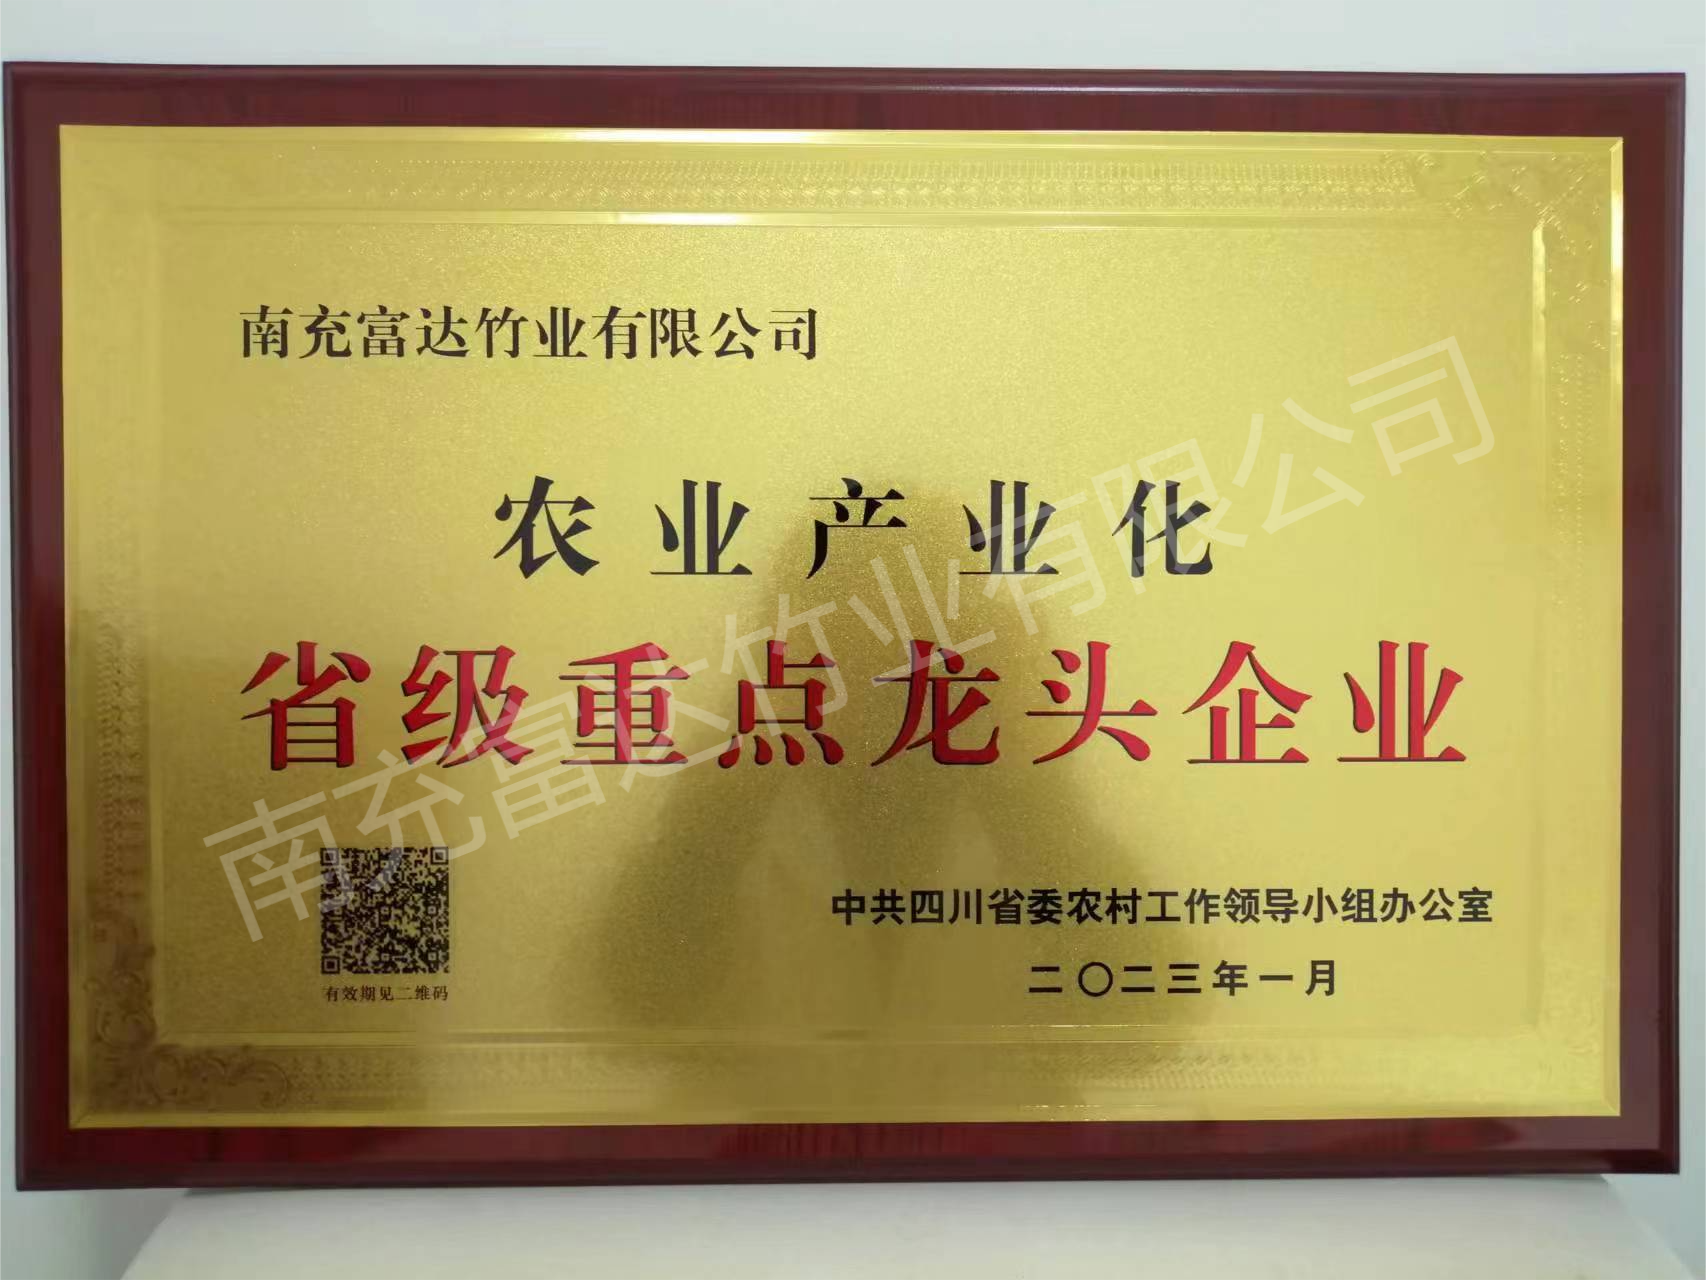 南充富达竹业有限公司
农业产业化
省级重点龙头企业
中共四川省委农村工作领导小组办公室
二〇二三年一月
有效期见二维码
南充富达竹业有限公司